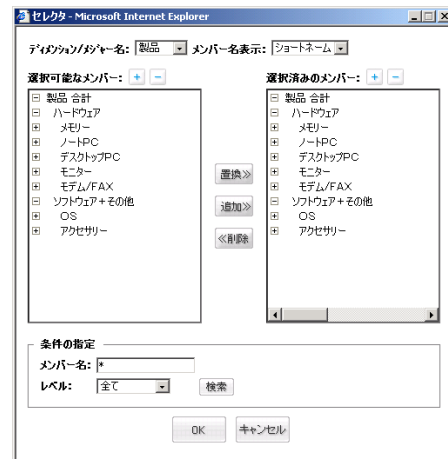 セレクタ - Microsoft Internet Explorer
ディメンション/メジャー名: 製品 メンバー名表示: ショートネーム
選択可能なメンバー: + -
製品 合計
ハードウェア
メモリー
ノートPC
デスクトップPC
モニター
モデム/FAX
ソフトウェア+その他
OS
アクセサリー
置換≫
追加≫
≪削除
選択済みのメンバー: + -
製品 合計
ハードウェア
メモリー
ノートPC
デスクトップPC
モニター
モデム/FAX
ソフトウェア+その他
OS
アクセサリー
条件の指定
メンバー名: *
レベル: 全て 検索
OK キャンセル